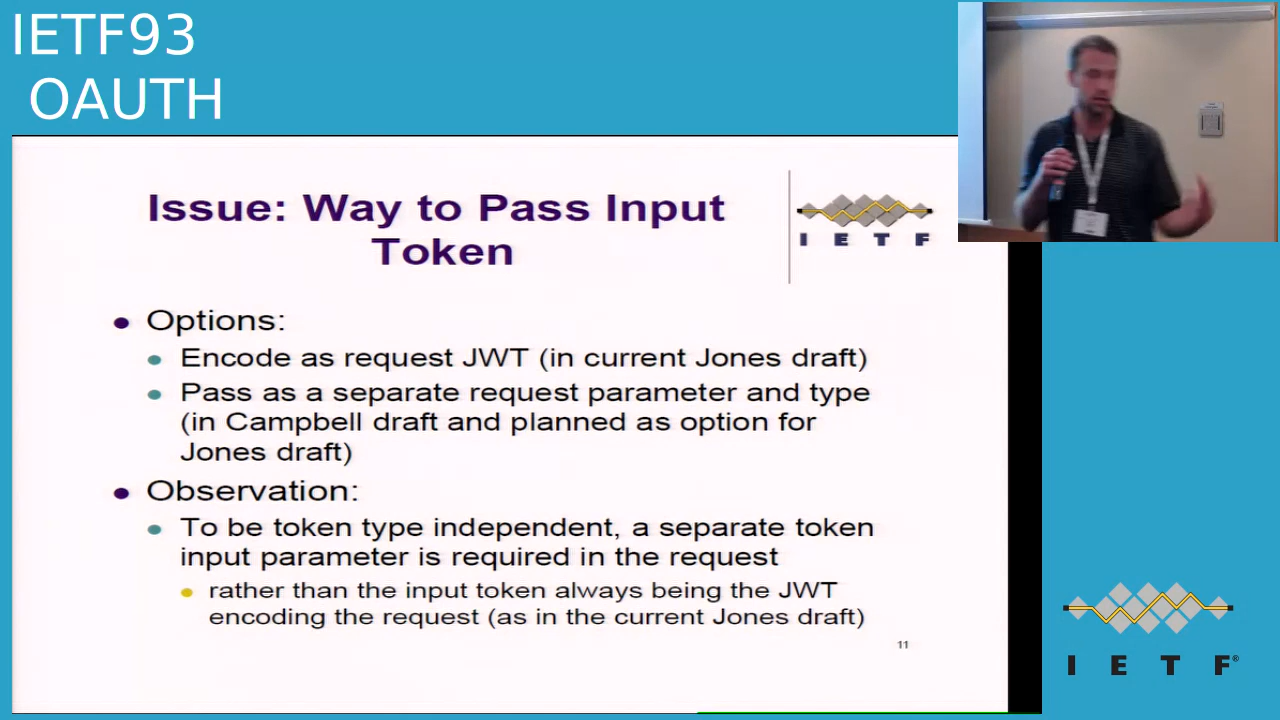 IETF93
OAUTH
Issue: Way to Pass Input
Token
I E T F
Options:
Encode as request JWT (in current Jones draft)
Pass as a separate request parameter and type
(in Campbell draft and planned as option for
Jones draft)
Observation:
To be token type independent, a separate token
input parameter is required in the request
rather than the input token always being the JWT
encoding the request (as in the current Jones draft)
11
I E T F®